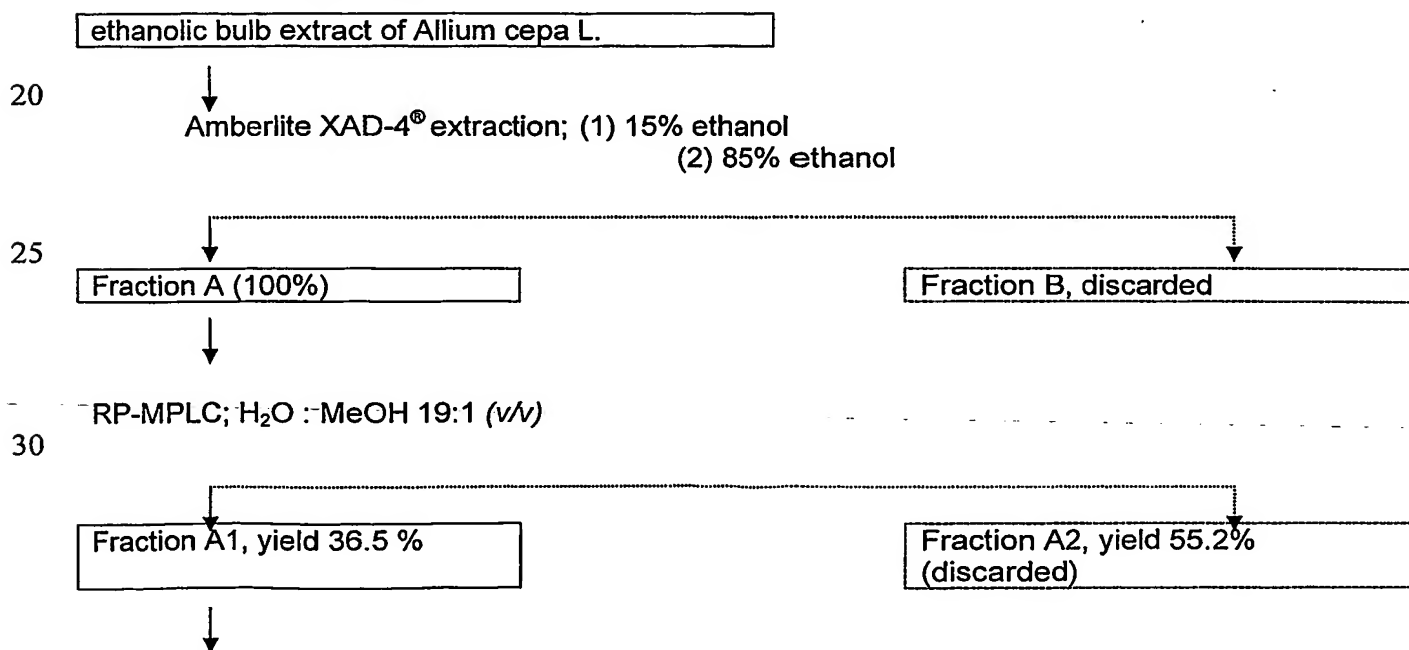 ethanolic bulb extract of Allium cepa L.
20
Amberlite XAD-4® extraction; (1) 15% ethanol
(2) 85% ethanol
25
Fraction A (100%)
Fraction B, discarded
RP-MPLC; H₂O : MeOH 19:1 (v/v)
30
Fraction A1, yield 36.5 %
Fraction A2, yield 55.2%
(discarded)